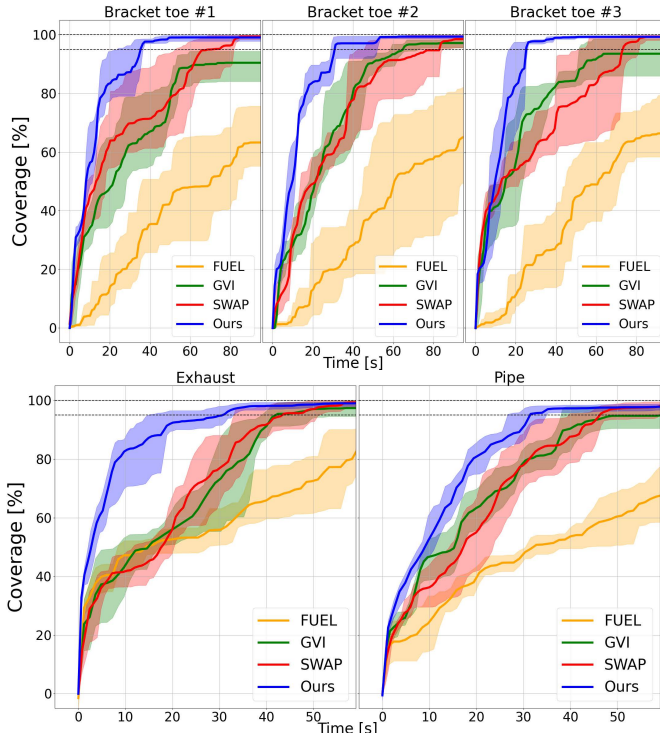 Bracket toe #1 Bracket toe #2 Bracket toe #3
Coverage [%]
100
80
60
40
20
0
FUEL
GVI
SWAP
Ours
FUEL
GVI
SWAP
Ours
FUEL
GVI
SWAP
Ours
0 20 40 60 80 0 20 40 60 80 0 20 40 60 80
Time [s]
Exhaust Pipe
Coverage [%]
100
80
60
40
20
0
FUEL
GVI
SWAP
Ours
FUEL
GVI
SWAP
Ours
0 10 20 30 40 50 0 10 20 30 40 50
Time [s]